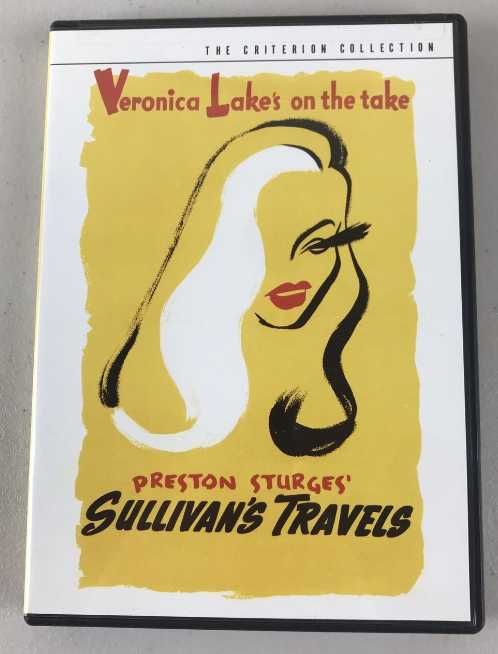 THE CRITERION COLLECTION
Veronica Lake's on the take
PRESTON STURGES'
SULLIVAN'S TRAVELS